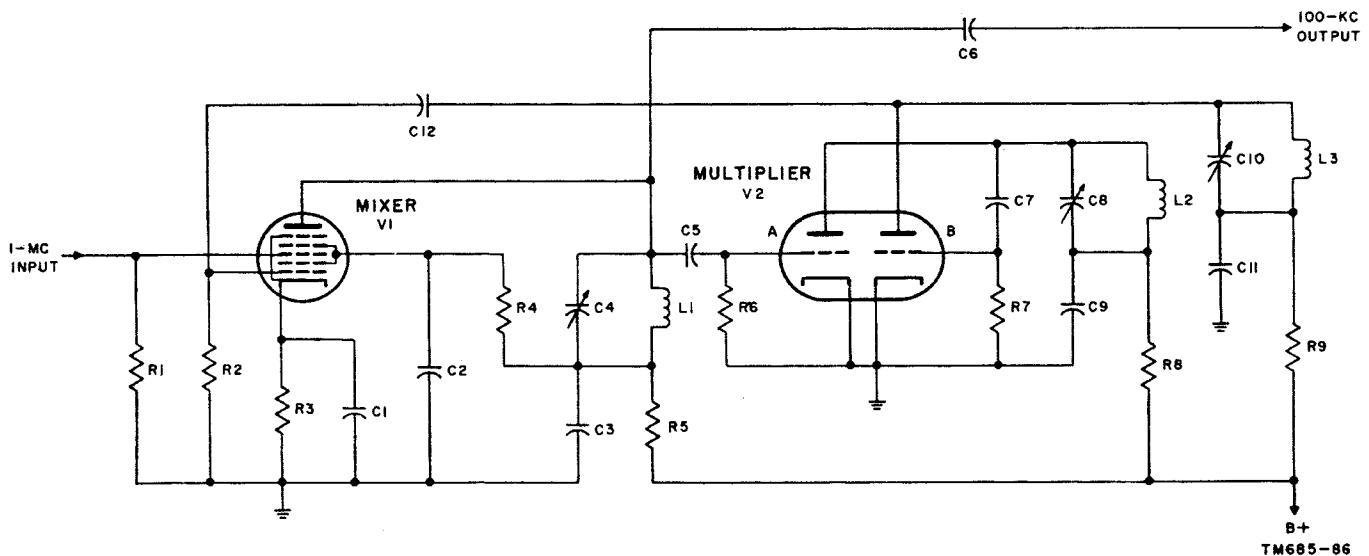 100-KC
OUTPUT
C6
C12
MULTIPLIER
V2
C10
L3
MIXER
V1
C7
C8
L2
A
B
C5
1-MC
INPUT
C11
R4
C4
L1
R6
R7
C9
R1
R2
C2
R8
R9
R3
C1
C3
R5
B+
TM685-86